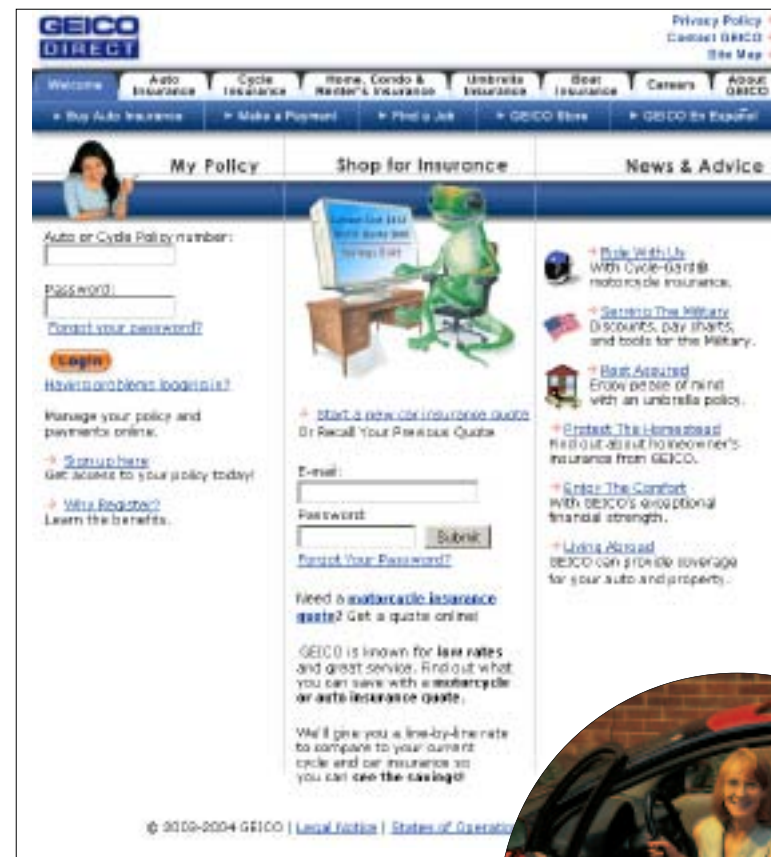 GEICO
DIRECT
Privacy Policy
Contact GEICO
Site Map
Welcome
Auto Insurance
Cycle Insurance
Home, Condo & Renter's Insurance
Umbrella Insurance
Boat Insurance
Careers
About GEICO
Buy Auto Insurance
Make a Payment
Find a Job
GEICO Store
GEICO En Español
My Policy
Auto or Cycle Policy number:
Password:
Forgot your password?
Login
Having problems logging in?
Manage your policy and
payments online.
Sign up here
Get access to your policy today!
Why Register?
Learn the benefits.
Shop for Insurance
Start a new car insurance quote
Or Recall Your Previous Quote
E-mail:
Password:
Submit
Forgot Your Password?
Need a motorcycle insurance
quote? Get a quote online!
GEICO is known for low rates
and great service. Find out what
you can save with a motorcycle
or auto insurance quote.
We'll give you a line-by-line rate
to compare to your current
cycle and car insurance so
you can see the savings!
News & Advice
Ride With Us
With Cycle-Gard®
motorcycle insurance.
Serving The Military
Discounts, pay charts,
and tools for the Military.
Rest Assured
Enjoy peace of mind
with an umbrella policy.
Protect The Homestead
Find out about homeowner's
insurance from GEICO.
Enjoy The Comfort
With GEICO's exceptional
financial strength.
Living Abroad
GEICO can provide coverage
for your auto and property.
© 2003-2004 GEICO | Legal Notice | States of